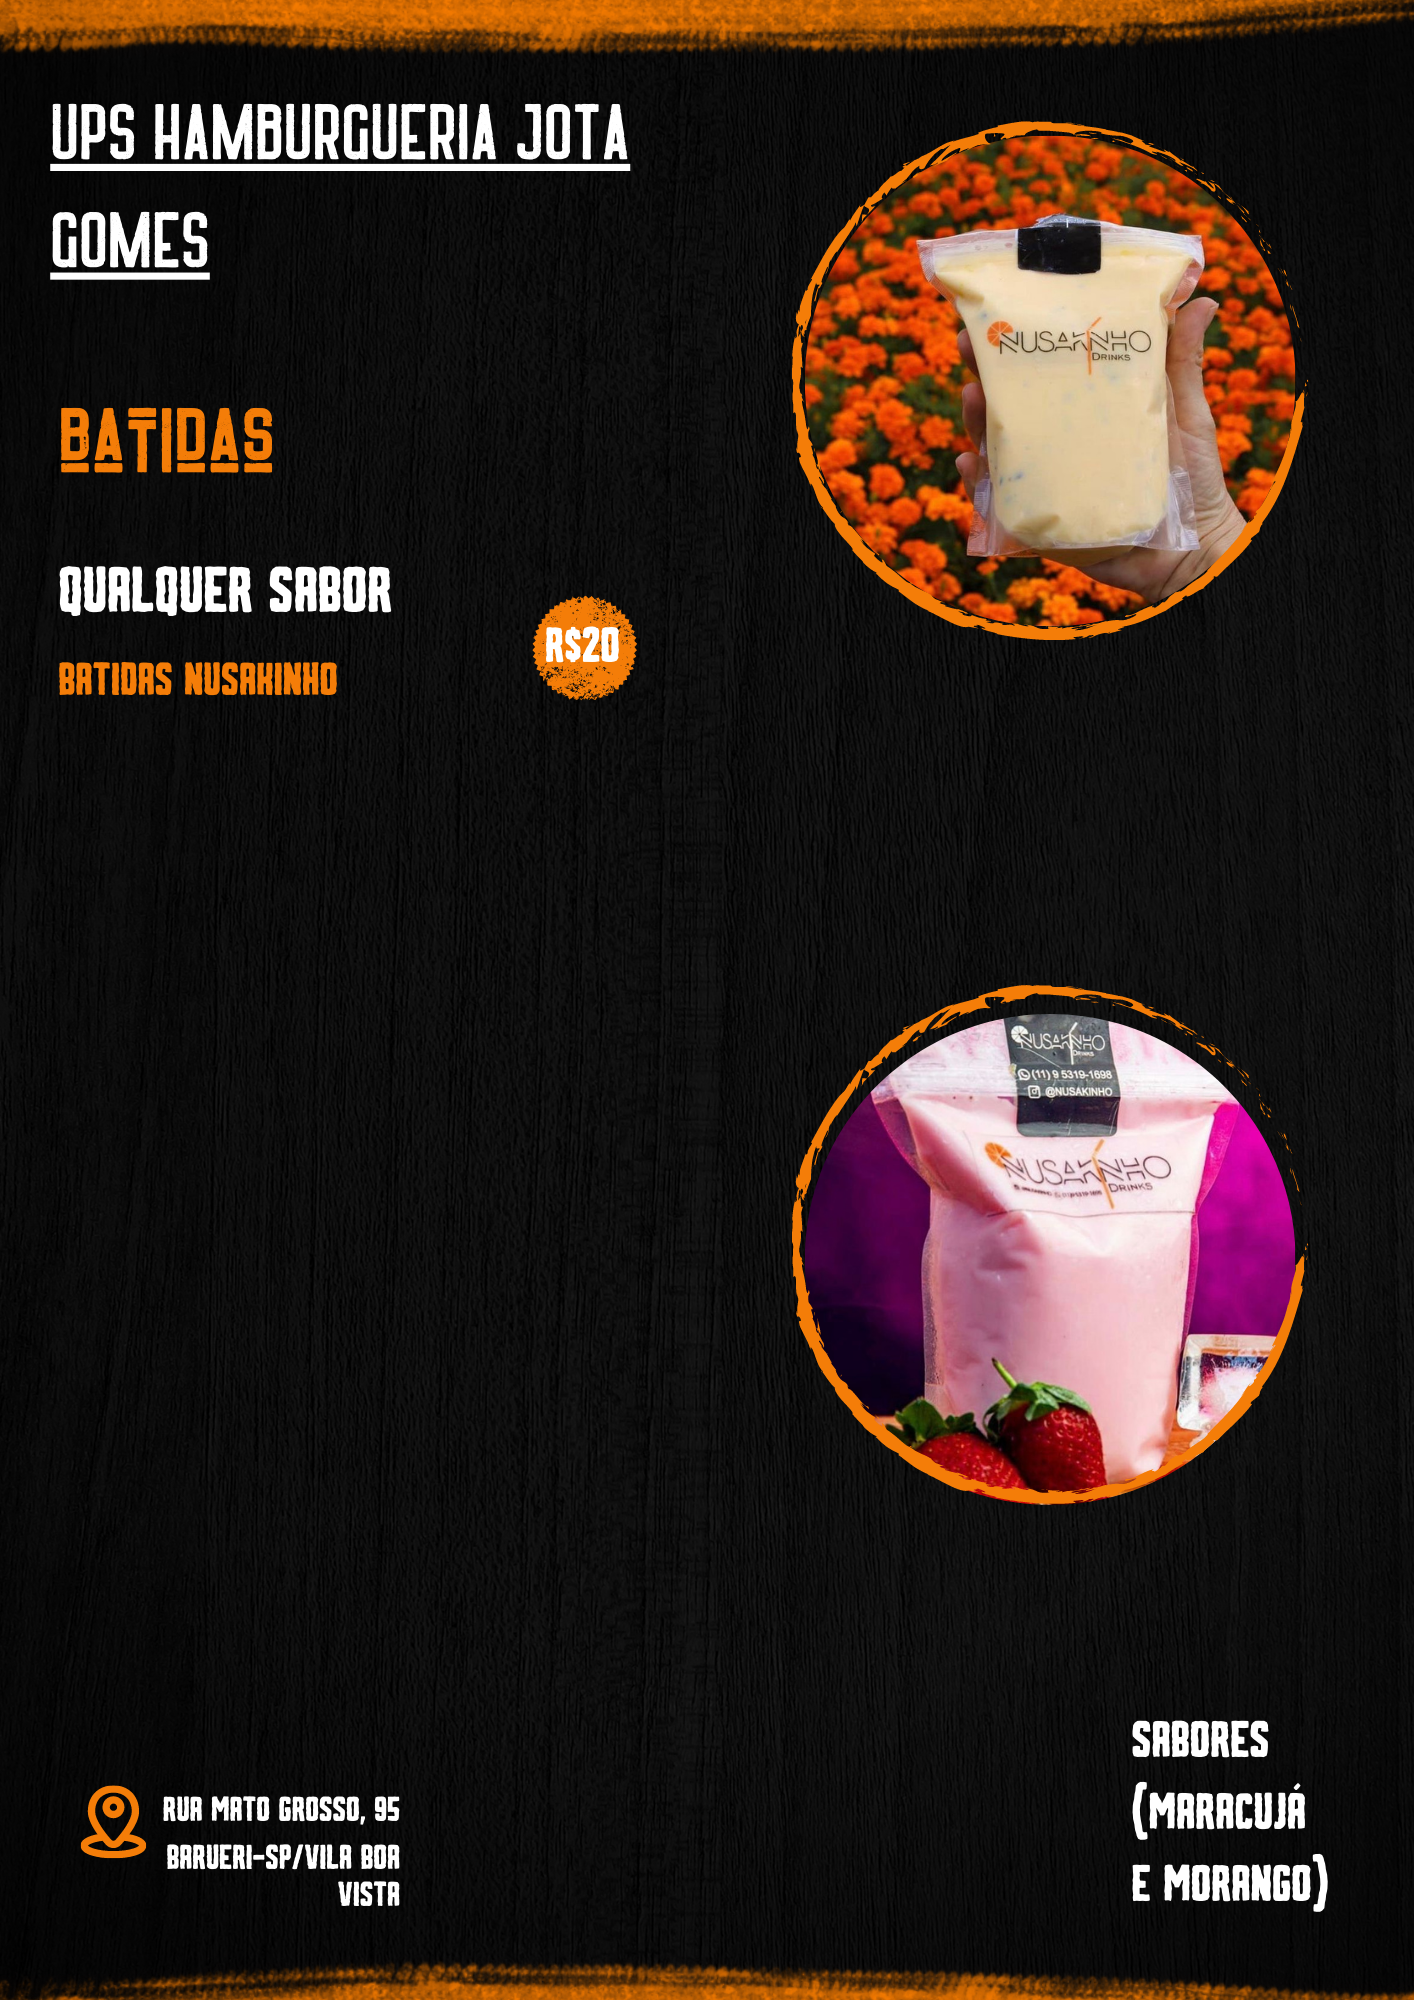 UPS HAMBURGUERIA JOTA
GOMES
BATIDAS
QUALQUER SABOR
R$20
BATIDAS NUSAKINHO
NUSAKINHO
DRINKS
NUSAKINHO
DRINKS
(11) 9 5319-1698
@NUSAKINHO
NUSAKINHO
DRINKS
SABORES
(MARACUJÁ
E MORANGO)
RUA MATO GROSSO, 95
BARUERI-SP/VILA BOA
VISTA